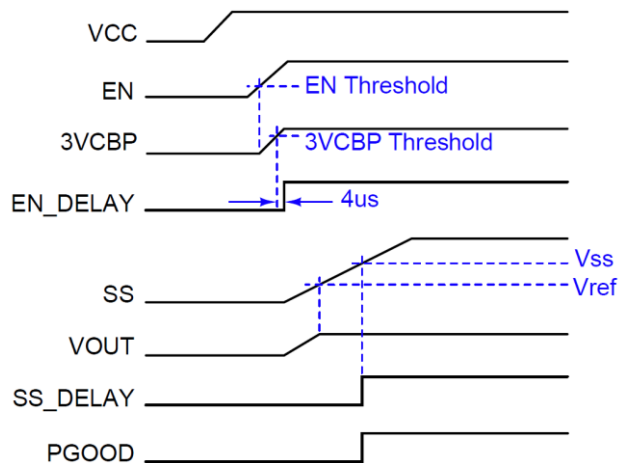 VCC
EN
EN Threshold
3VCBP
3VCBP Threshold
EN_DELAY
4us
SS
Vss
Vref
VOUT
SS_DELAY
PGOOD